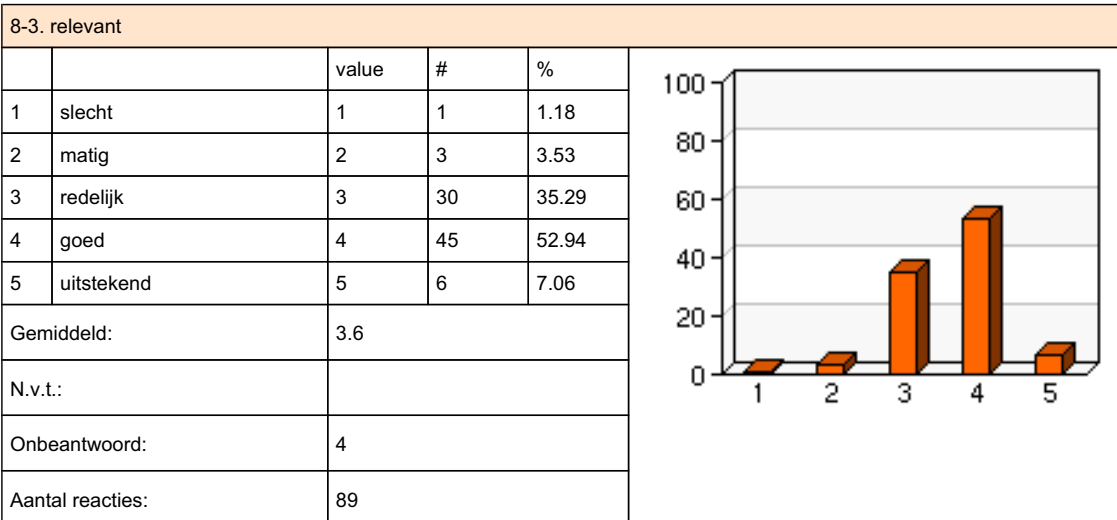 8-3. relevant
value # %
1 slecht 1 1 1.18
2 matig 2 3 3.53
3 redelijk 3 30 35.29
4 goed 4 45 52.94
5 uitstekend 5 6 7.06
Gemiddeld: 3.6
N.v.t.:
Onbeantwoord: 4
Aantal reacties: 89
100
80
60
40
20
0
1 2 3 4 5